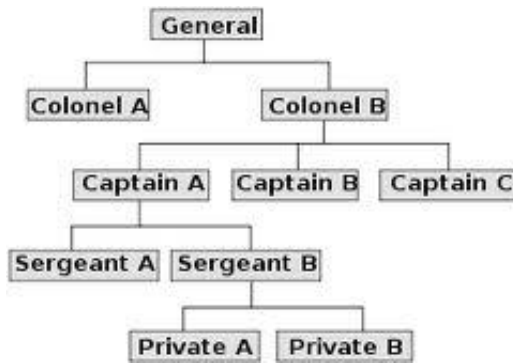 General
Colonel A
Colonel B
Captain A
Captain B
Captain C
Sergeant A
Sergeant B
Private A
Private B